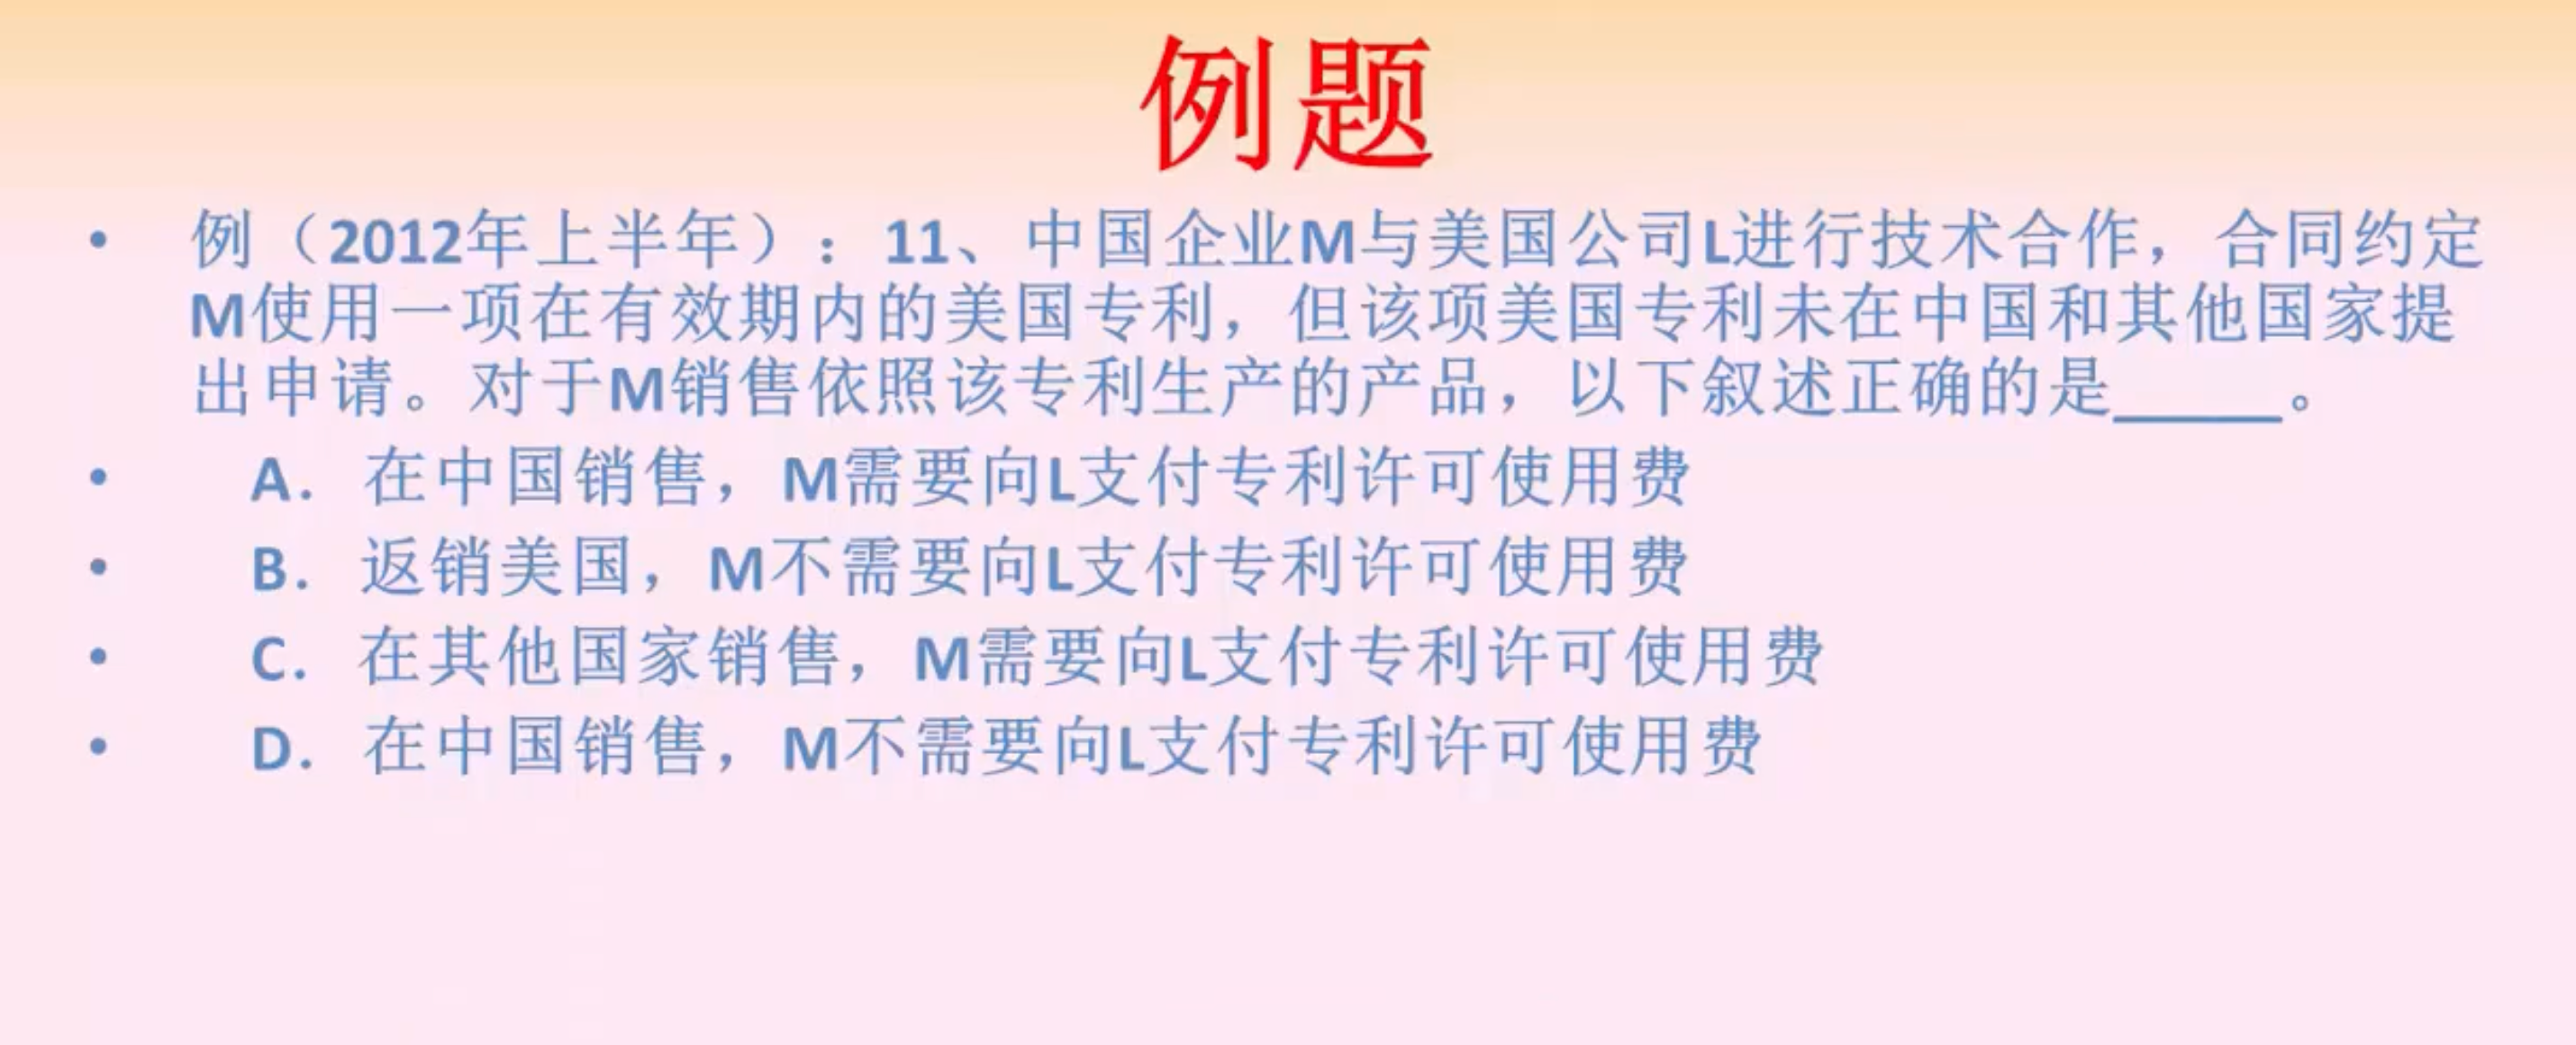 例题
• 例（2012年上半年）：11、中国企业M与美国公司L进行技术合作，合同约定
M使用一项在有效期内的美国专利，但该项美国专利未在中国和其他国家提
出申请。对于M销售依照该专利生产的产品，以下叙述正确的是_____。
• A. 在中国销售，M需要向L支付专利许可使用费
• B. 返销美国，M不需要向L支付专利许可使用费
• C. 在其他国家销售，M需要向L支付专利许可使用费
• D. 在中国销售，M不需要向L支付专利许可使用费